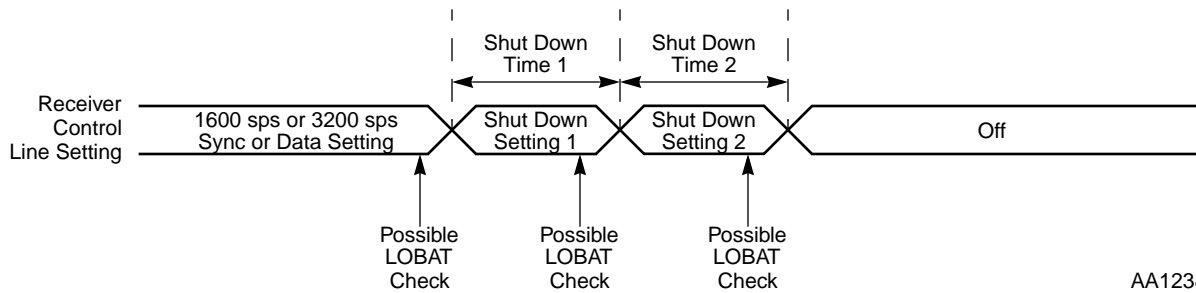 Shut Down
Time 1
Shut Down
Time 2
Receiver
Control
Line Setting
1600 sps or 3200 sps
Sync or Data Setting
Shut Down
Setting 1
Shut Down
Setting 2
Off
Possible
LOBAT
Check
Possible
LOBAT
Check
Possible
LOBAT
Check